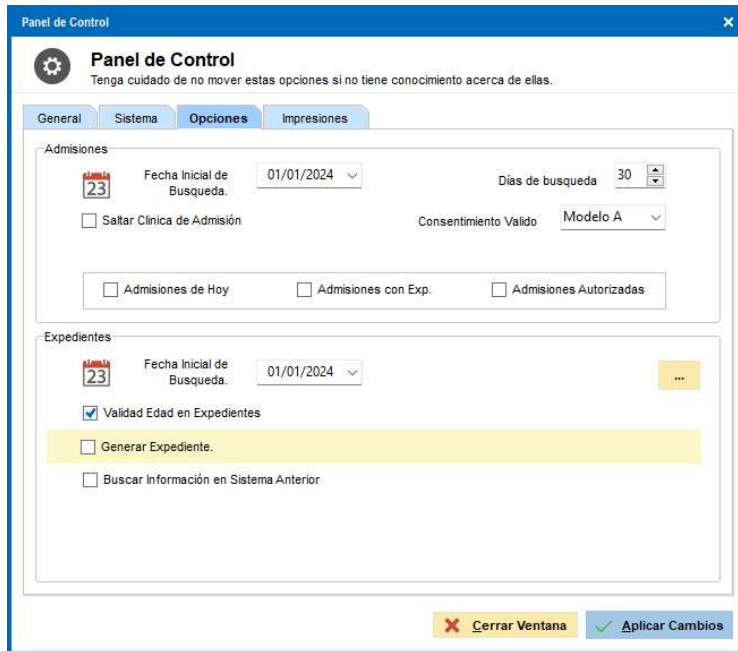 Panel de Control
Panel de Control
Tenga cuidado de no mover estas opciones si no tiene conocimiento acerca de ellas.
General Sistema Opciones Impresiones
Admisiones
23 Fecha Inicial de Busqueda. 01/01/2024 Días de busqueda 30
Saltar Clinica de Admisión Consentimiento Valido Modelo A
Admisiones de Hoy Admisiones con Exp. Admisiones Autorizadas
Expedientes
23 Fecha Inicial de Busqueda. 01/01/2024 ...
Validad Edad en Expedientes
Generar Expediente.
Buscar Información en Sistema Anterior
Cerrar Ventana Aplicar Cambios